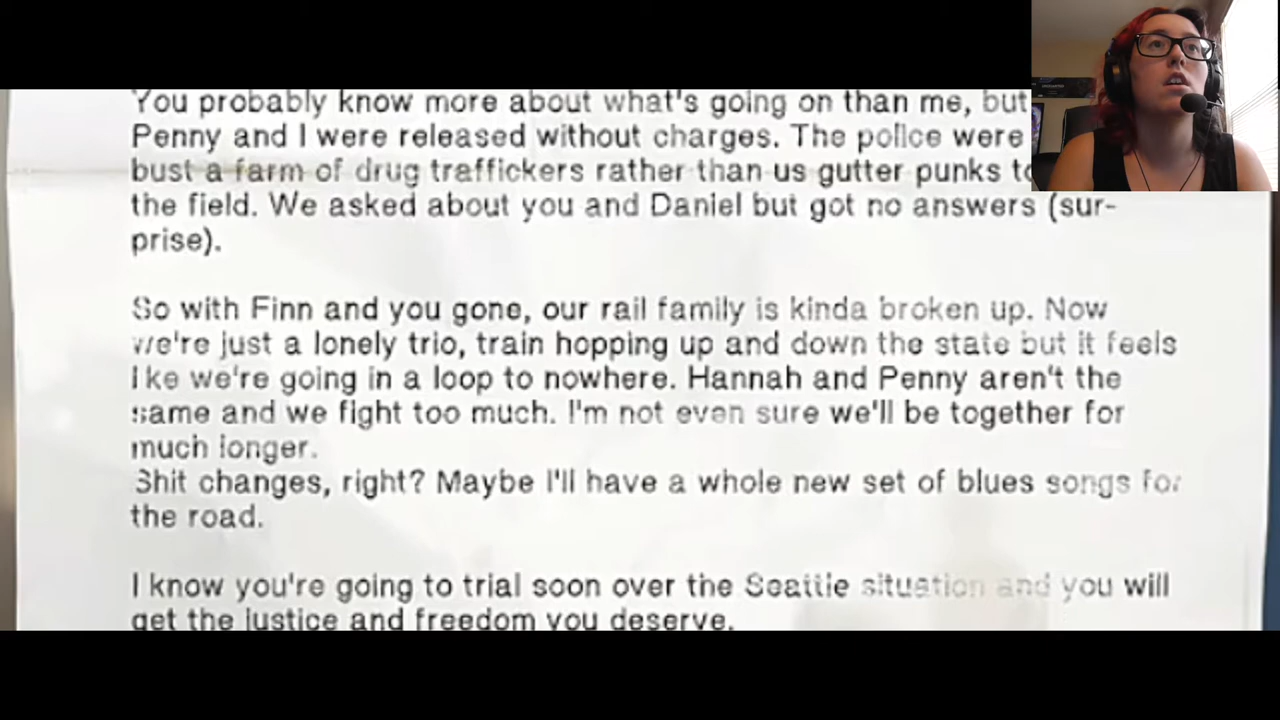 You probably know more about what's going on than me, but
Penny and I were released without charges. The police were
bust a farm of drug traffickers rather than us gutter punks
the field. We asked about you and Daniel but got no answers (sur-
prise).
So with Finn and you gone, our rail family is kinda broken up. Now
we're just a lonely trio, train hopping up and down the state but it feels
like we're going in a loop to nowhere. Hannah and Penny aren't the
same and we fight too much. I'm not even sure we'll be together for
much longer.
Shit changes, right? Maybe I'll have a whole new set of blues songs for
the road.
I know you're going to trial soon over the Seattle situation and you will
get the justice and freedom you deserve.